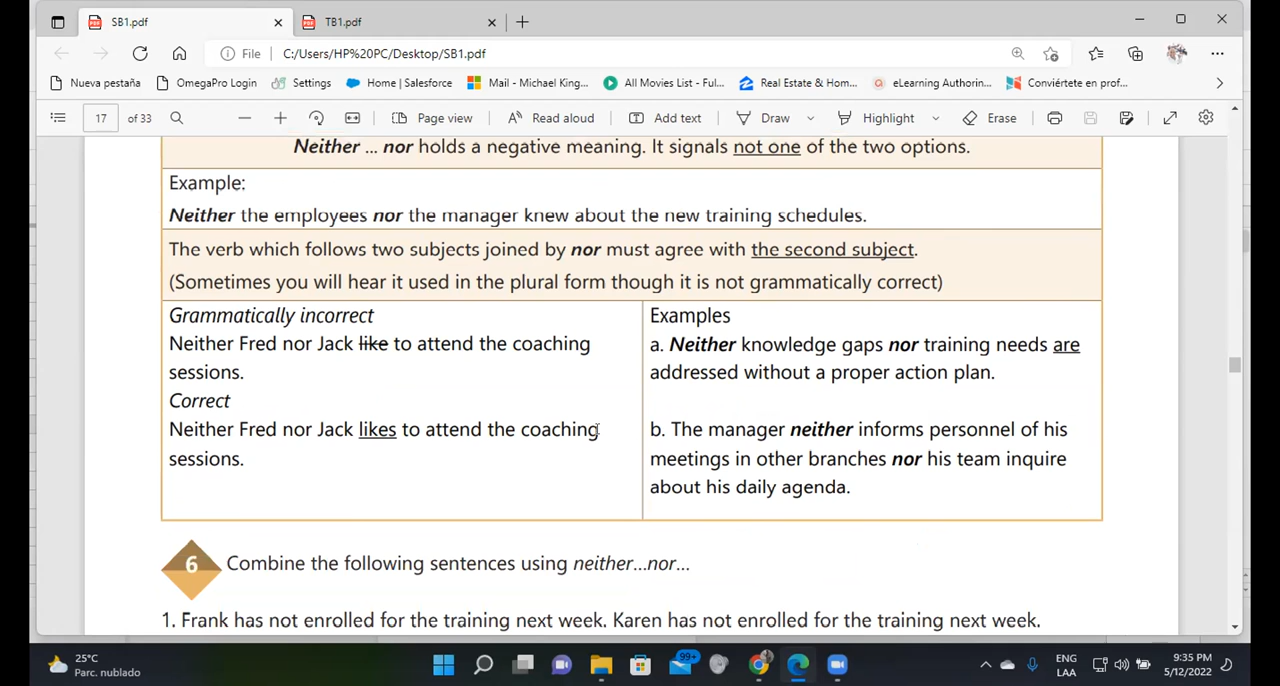 SB1.pdf
TB1.pdf
File
C:/Users/HP%20PC/Desktop/SB1.pdf
Nueva pestaña
OmegaPro Login
Settings
Home | Salesforce
Mail - Michael King...
All Movies List - Ful...
Real Estate & Hom...
eLearning Authorin...
Conviértete en prof...
17 of 33
Page view
Read aloud
Add text
Draw
Highlight
Erase
Neither ... nor holds a negative meaning. It signals not one of the two options.
Example:
Neither the employees nor the manager knew about the new training schedules.
The verb which follows two subjects joined by nor must agree with the second subject.
(Sometimes you will hear it used in the plural form though it is not grammatically correct)
Grammatically incorrect
Neither Fred nor Jack like to attend the coaching
sessions.
Correct
Neither Fred nor Jack likes to attend the coaching
sessions.
Examples
a. Neither knowledge gaps nor training needs are
addressed without a proper action plan.
b. The manager neither informs personnel of his
meetings in other branches nor his team inquire
about his daily agenda.
6 Combine the following sentences using neither...nor...
1. Frank has not enrolled for the training next week. Karen has not enrolled for the training next week.
25°C
Parc. nublado
99+
ENG
LAA
9:35 PM
5/12/2022